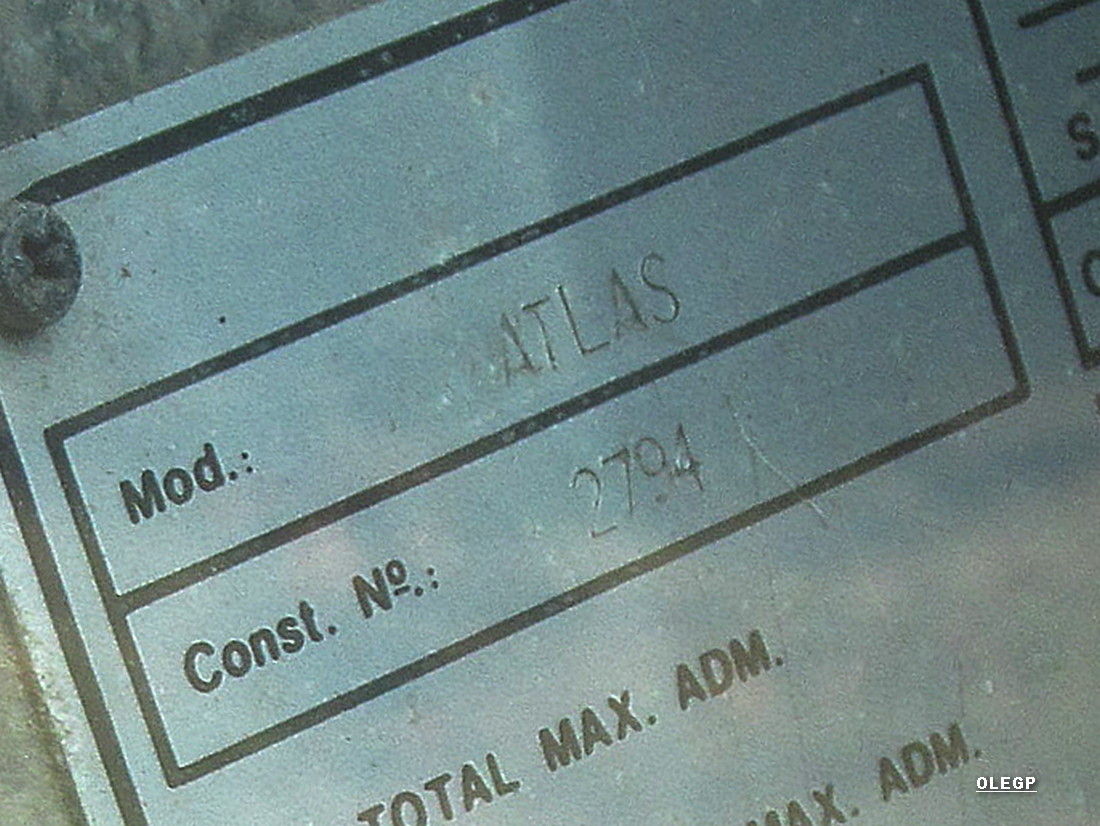 Mod.: ATLAS
Const. Nº.: 2794
TOTAL MAX. ADM.
MAX. ADM.
S
OLEGP